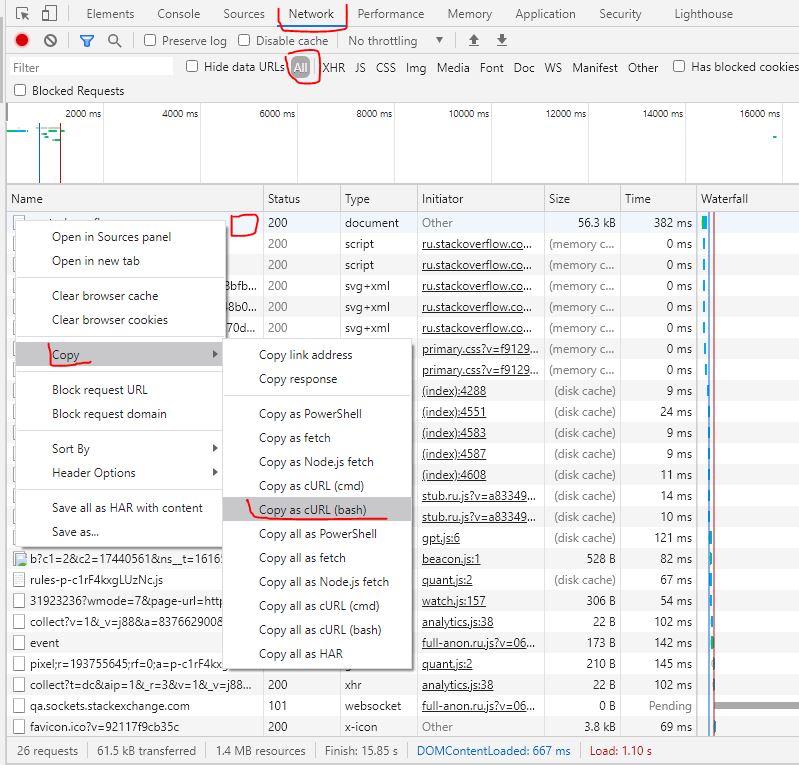 Elements Console Sources Network Performance Memory Application Security Lighthouse
Preserve log Disable cache No throttling
Filter Hide data URLs All XHR JS CSS Img Media Font Doc WS Manifest Other Has blocked cookies
Blocked Requests
2000 ms 4000 ms 6000 ms 8000 ms 10000 ms 12000 ms 14000 ms 16000 ms
Name Status Type Initiator Size Time Waterfall
200 document Other 56.3 kB 382 ms
200 script ru.stackoverflow.co... (memory c... 0 ms
200 script ru.stackoverflow.co... (memory c... 0 ms
3bfb... 200 svg+xml ru.stackoverflow.co... (memory c... 0 ms
48b0... 200 svg+xml ru.stackoverflow.co... (memory c... 0 ms
70d... 200 svg+xml ru.stackoverflow.co... (memory c... 0 ms
primary.css?v=f9129... (memory c... 0 ms
primary.css?v=f9129... (memory c... 0 ms
(index):4288 (disk cache) 9 ms
(index):4551 (disk cache) 24 ms
(index):4583 (disk cache) 9 ms
(index):4587 (disk cache) 9 ms
(index):4608 (disk cache) 11 ms
stub.ru.js?v=a83349... (disk cache) 14 ms
stub.ru.js?v=a83349... (disk cache) 10 ms
gpt.js:6 (disk cache) 121 ms
b?c1=2&c2=17440561&ns__t=16165 beacon.js:1 528 B 82 ms
rules-p-c1rF4kxgLUzNc.js quant.js:2 (disk cache) 67 ms
31923236?wmode=7&page-url=http watch.js:157 306 B 54 ms
collect?v=1&_v=j88&a=837662900& analytics.js:38 22 B 102 ms
event full-anon.ru.js?v=06... 173 B 142 ms
pixel;r=193755645;rf=0;a=p-c1rF4kx quant.js:2 210 B 145 ms
collect?t=dc&aip=1&_r=3&v=1&_v=j88... 200 xhr analytics.js:38 22 B 102 ms
qa.sockets.stackexchange.com 101 websocket full-anon.ru.js?v=06... 0 B Pending
favicon.ico?v=92117f9cb35c 200 x-icon Other 3.8 kB 69 ms
Open in Sources panel
Open in new tab
Clear browser cache
Clear browser cookies
Copy
Block request URL
Block request domain
Sort By
Header Options
Save all as HAR with content
Save as...
Copy link address
Copy response
Copy as PowerShell
Copy as fetch
Copy as Node.js fetch
Copy as cURL (cmd)
Copy as cURL (bash)
Copy all as PowerShell
Copy all as fetch
Copy all as Node.js fetch
Copy all as cURL (cmd)
Copy all as cURL (bash)
Copy all as HAR
26 requests 61.5 kB transferred 1.4 MB resources Finish: 15.85 s DOMContentLoaded: 667 ms Load: 1.10 s